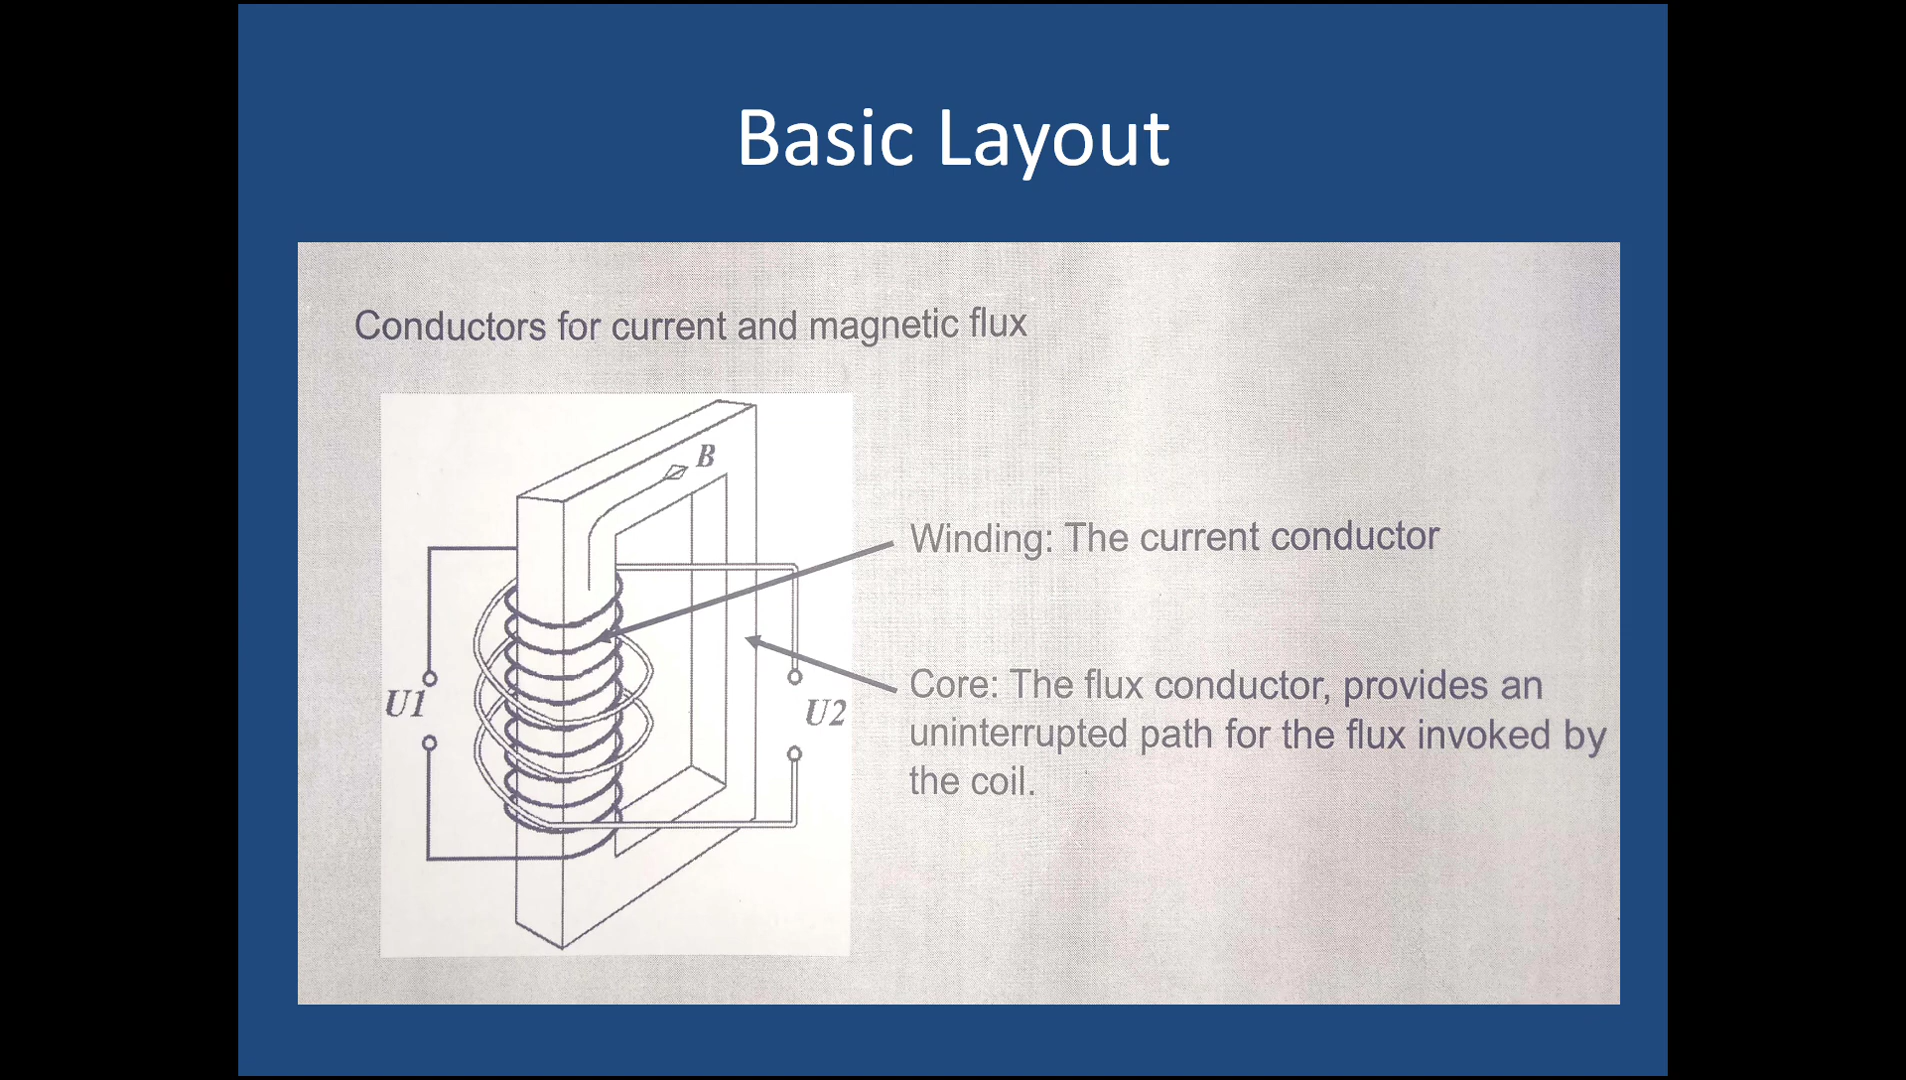 Basic Layout
Conductors for current and magnetic flux
B
Winding: The current conductor
Core: The flux conductor, provides an
uninterrupted path for the flux invoked by
the coil.
U1
U2